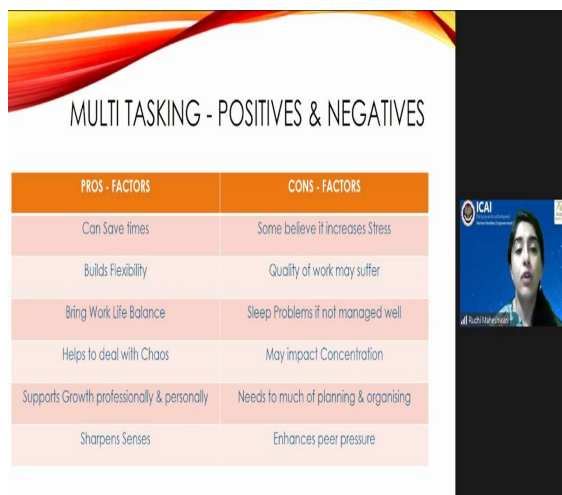 MULTI TASKING - POSITIVES & NEGATIVES
PROS - FACTORS CONS - FACTORS
Can Save times Some believe it increases Stress
Builds Flexibility Quality of work may suffer
Bring Work Life Balance Sleep Problems if not managed well
Helps to deal with Chaos May impact Concentration
Supports Growth professionally & personally Needs to much of planning & organising
Sharpens Senses Enhances peer pressure
ICAI
Ruchi Maheshwari